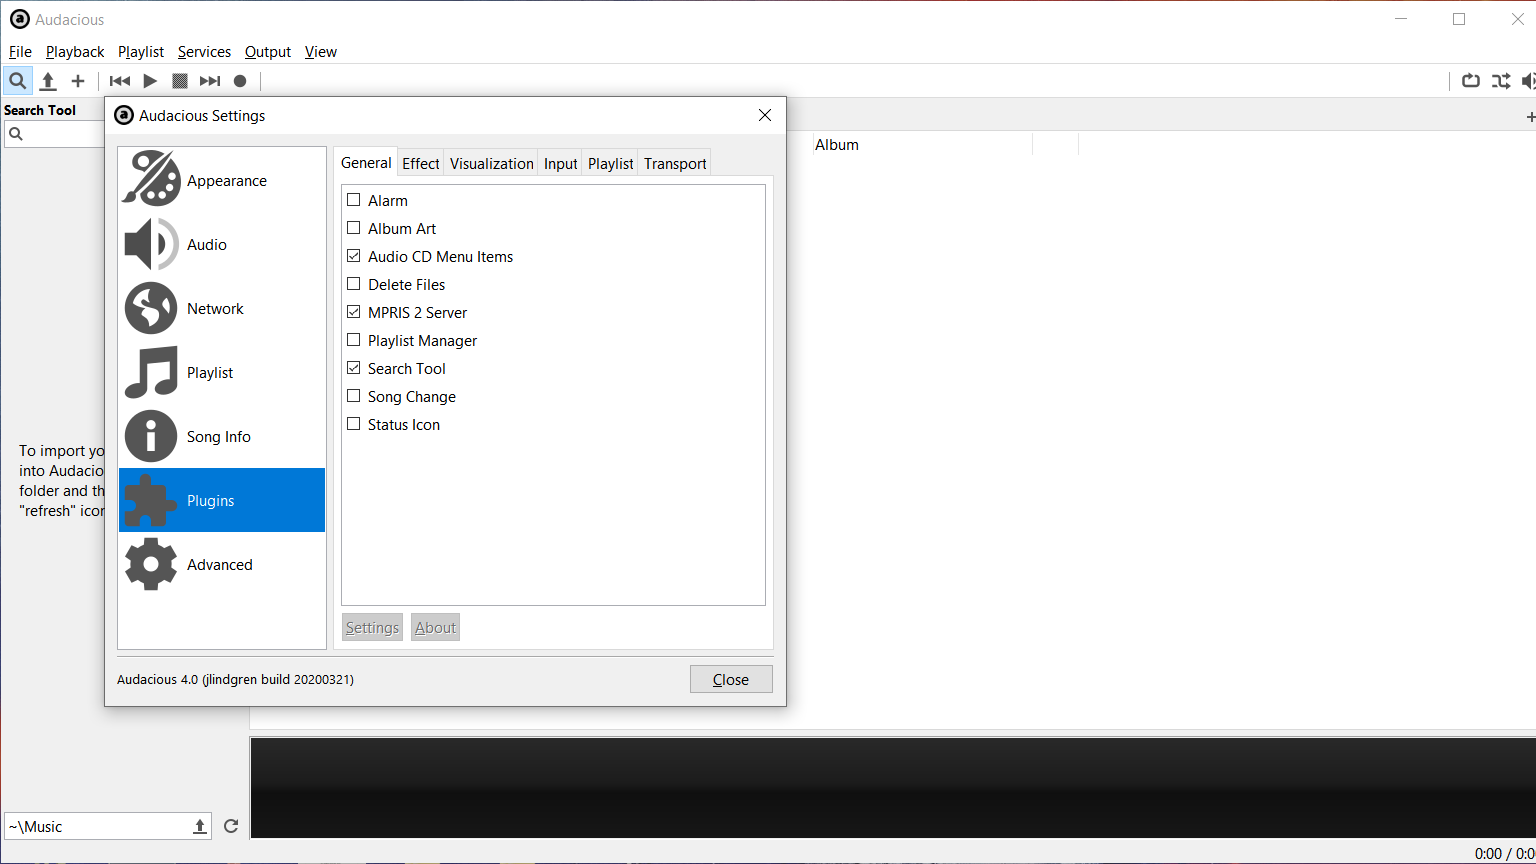 Audacious
File Playback Playlist Services Output View
Search Tool
Audacious Settings
Album
Appearance
Audio
Network
Playlist
Song Info
Plugins
Advanced
General Effect Visualization Input Playlist Transport
Alarm
Album Art
Audio CD Menu Items
Delete Files
MPRIS 2 Server
Playlist Manager
Search Tool
Song Change
Status Icon
Settings About
Audacious 4.0 (jlindgren build 20200321)
Close
To import yo
into Audacio
folder and th
"refresh" icon
~\Music
0:00 / 0:0